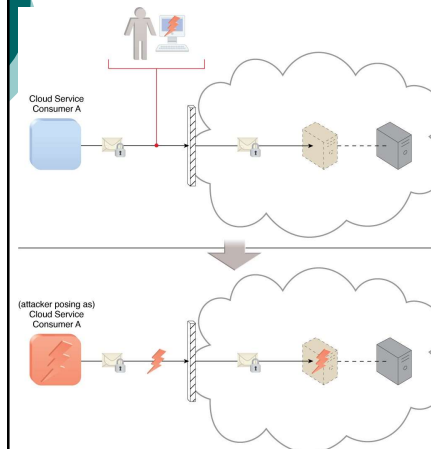 Cloud Service
Consumer A
(attacker posing as)
Cloud Service
Consumer A